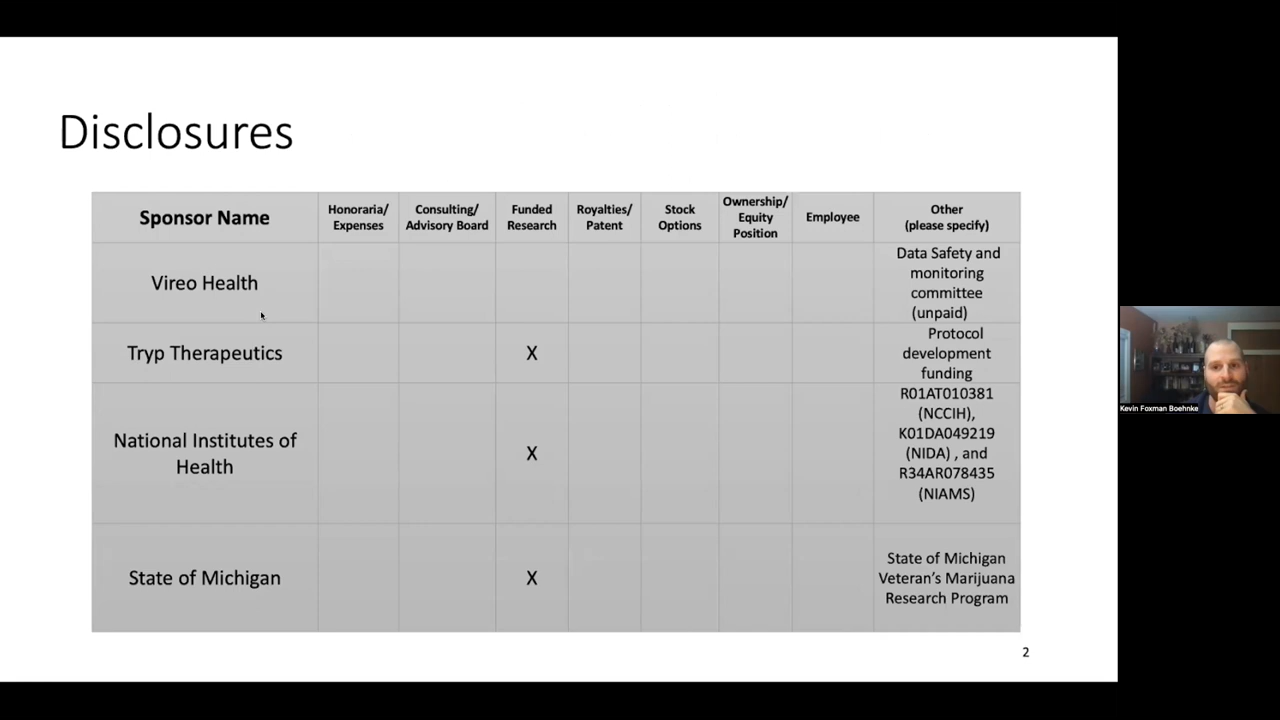 Disclosures
Sponsor Name
Honoraria/
Expenses
Consulting/
Advisory Board
Funded
Research
Royalties/
Patent
Stock
Options
Ownership/
Equity
Position
Employee
Other
(please specify)
Vireo Health
Data Safety and
monitoring
committee
(unpaid)
Tryp Therapeutics
X
Protocol
development
funding
National Institutes of
Health
X
R01AT010381
(NCCIH),
K01DA049219
(NIDA) , and
R34AR078435
(NIAMS)
State of Michigan
X
State of Michigan
Veteran’s Marijuana
Research Program
2
Kevin Foxman Boehnke